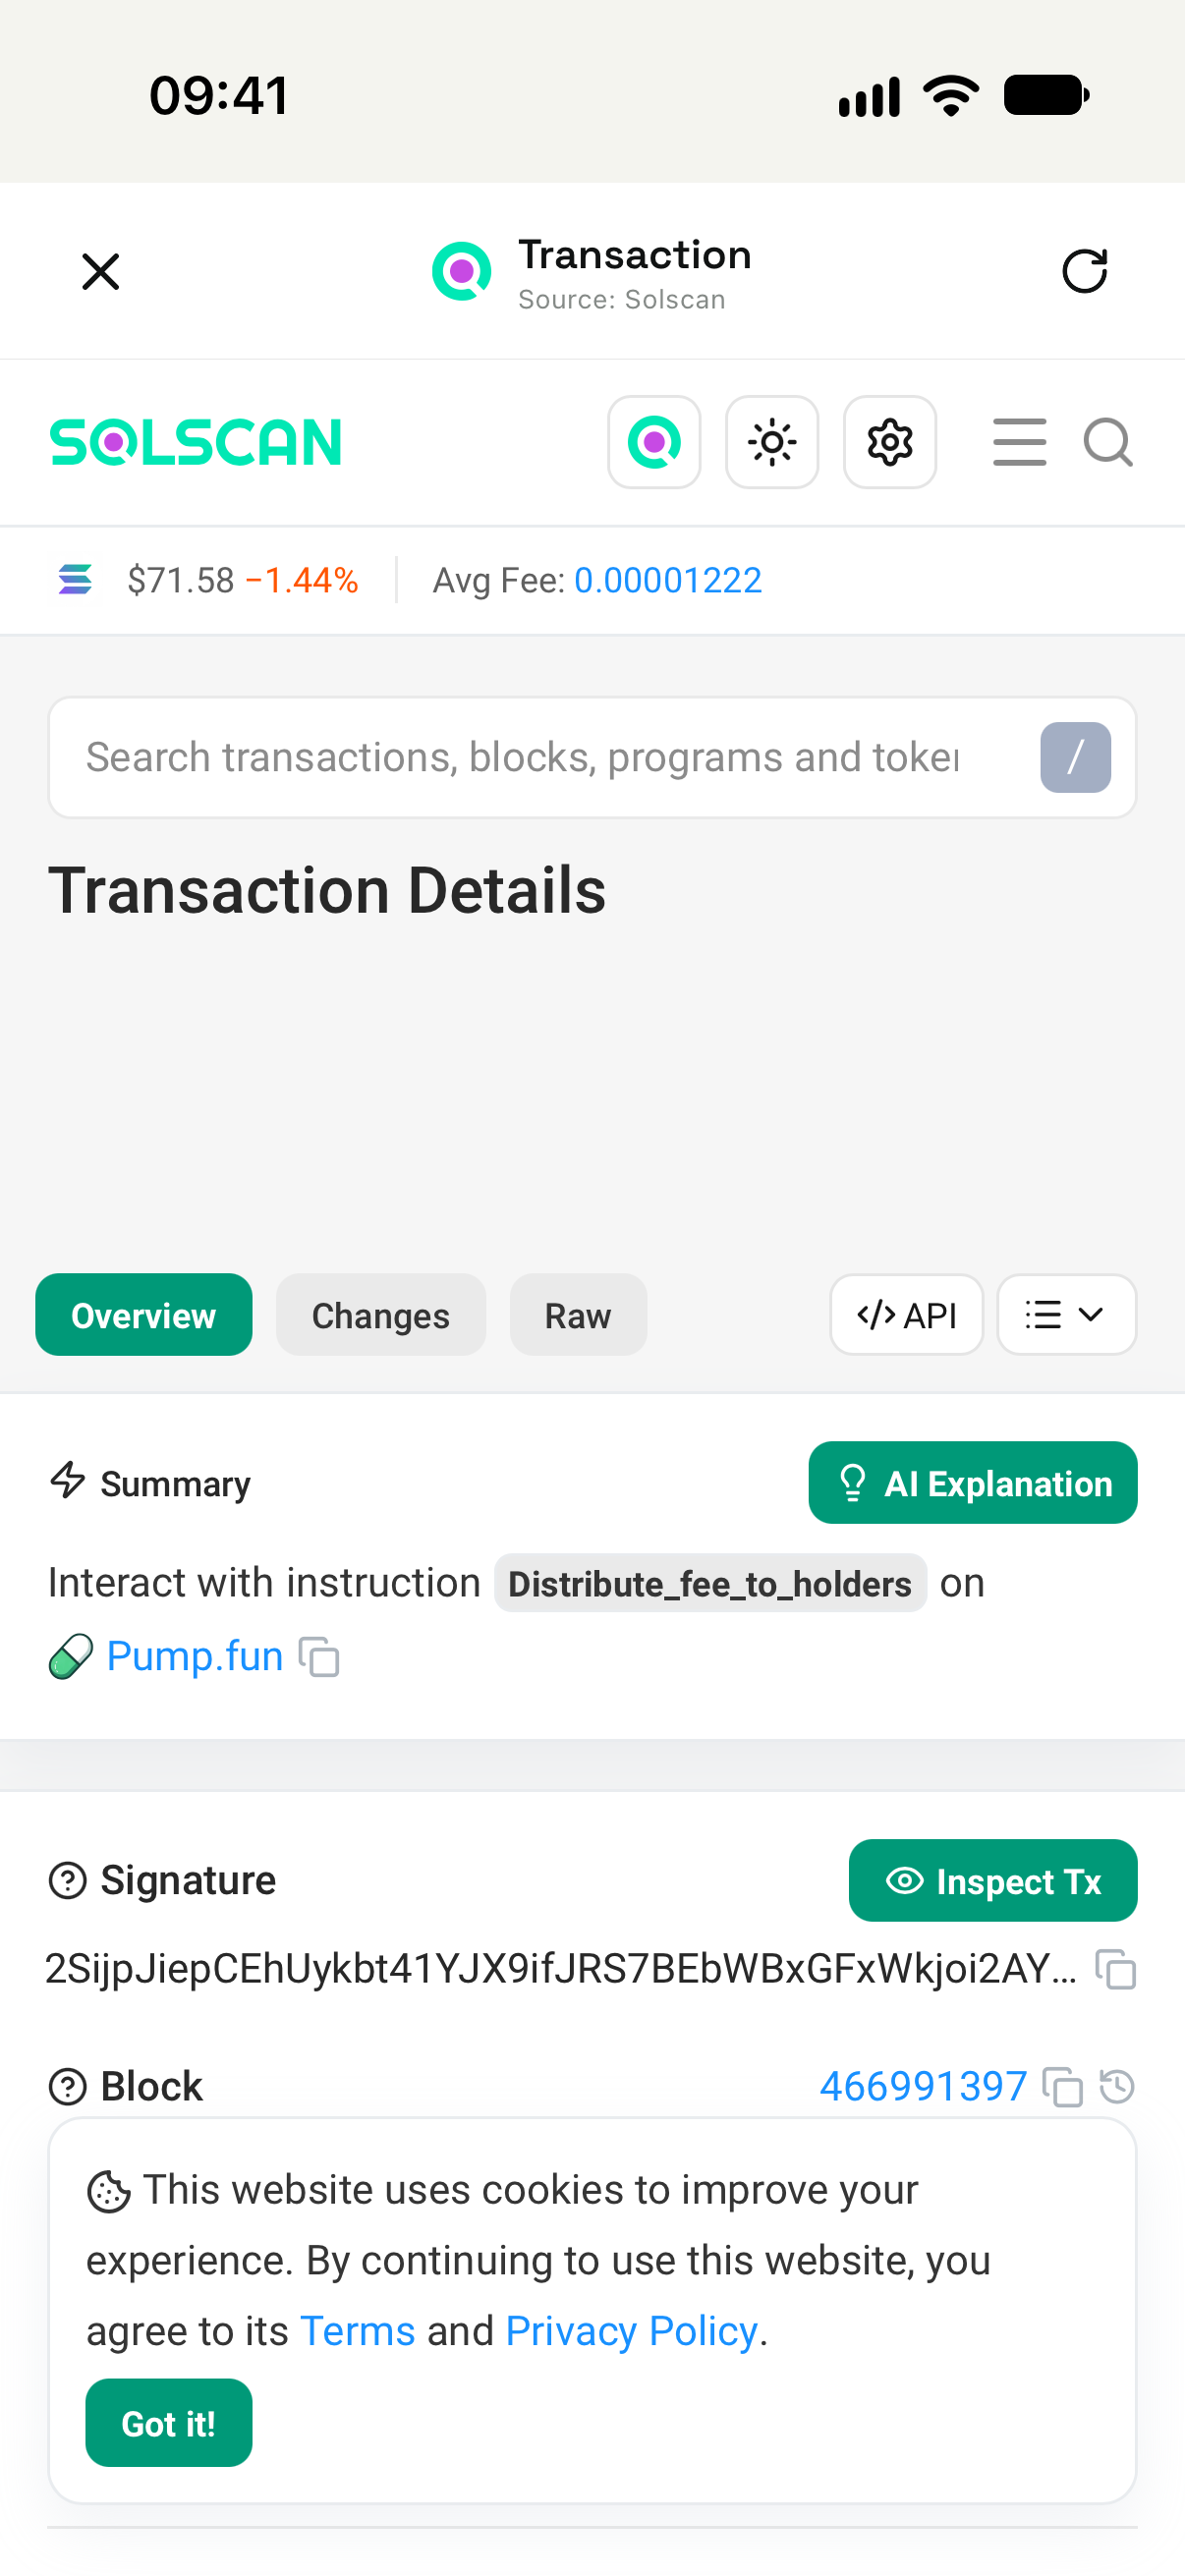 09:41
Transaction
Source: Solscan
SOLSCAN
$71.58 −1.44% Avg Fee: 0.00001222
Search transactions, blocks, programs and token /
Transaction Details
Overview Changes Raw </> API
Summary AI Explanation
Interact with instruction Distribute_fee_to_holders on
Pump.fun
Signature Inspect Tx
2SijpJiepCEhUykbt41YJX9ifJRS7BEbWBxGFxWkjoi2AY...
Block 466991397
This website uses cookies to improve your
experience. By continuing to use this website, you
agree to its Terms and Privacy Policy.
Got it!